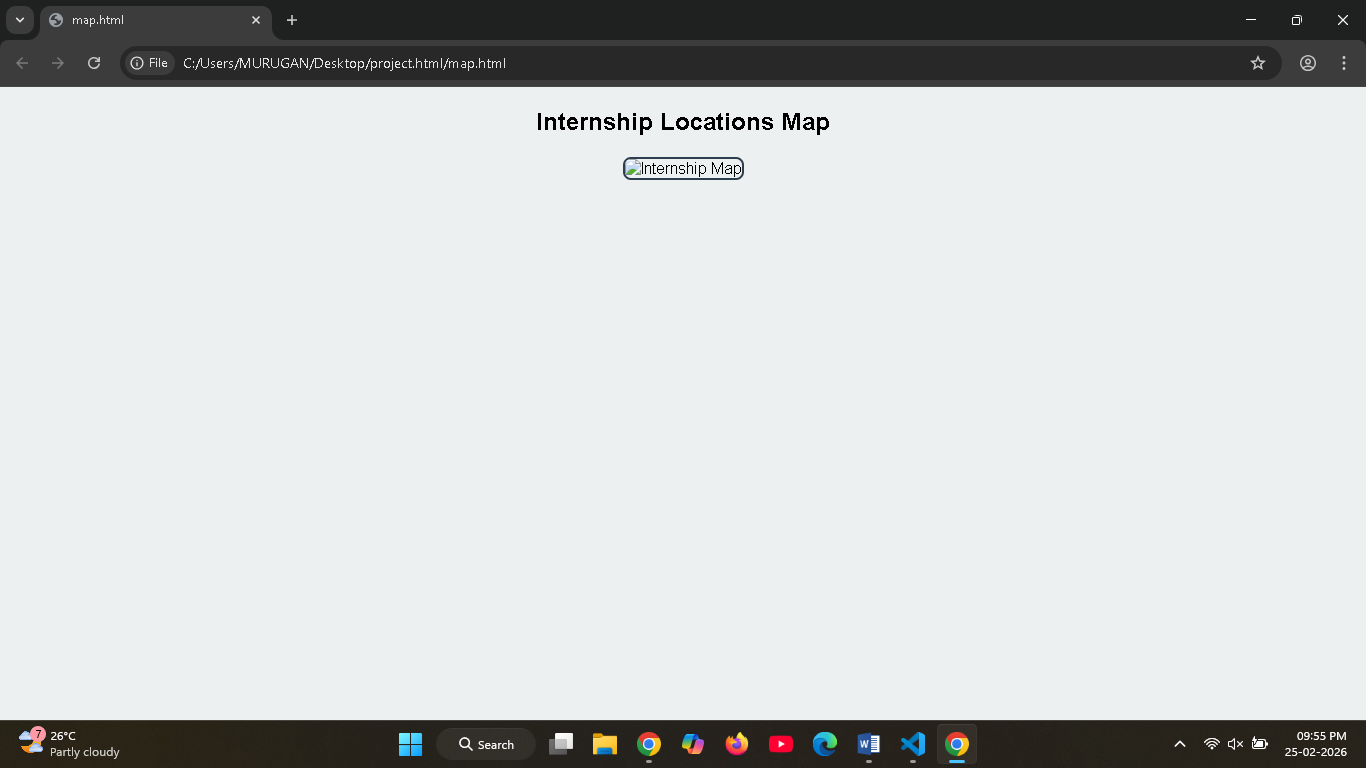 map.html
File
C:/Users/MURUGAN/Desktop/project.html/map.html
Internship Locations Map
Internship Map
7
26°C
Partly cloudy
Search
09:55 PM
25-02-2026